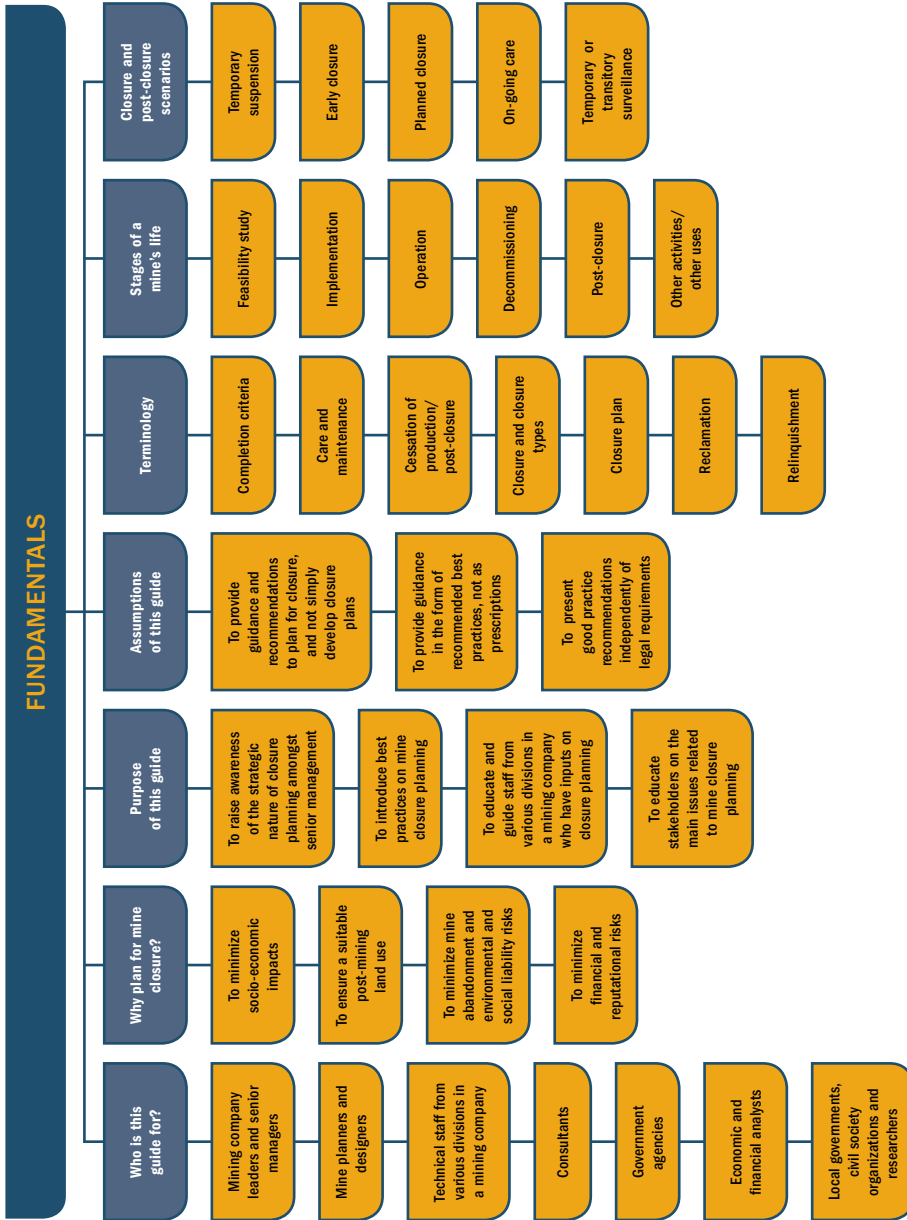 FUNDAMENTALS
Who is this
guide for?
Mining company
leaders and senior
managers
Mine planners and
designers
Technical staff from
various divisions in
a mining company
Consultants
Government
agencies
Economic and
financial analysts
Local governments,
civil society
organizations and
researchers
Why plan for mine
closure?
To minimize
socio-economic
impacts
To ensure a suitable
post-mining
land use
To minimize mine
abandonment and
environmental and
social liability risks
To minimize
financial and
reputational risks
Purpose
of this guide
To raise awareness
of the strategic
nature of closure
planning amongst
senior management
To introduce best
practices on mine
closure planning
To educate and
guide staff from
various divisions in
a mining company
who have inputs on
closure planning
To educate
stakeholders on the
main issues related
to mine closure
planning
Assumptions
of this guide
To provide
guidance and
recommendations
to plan for closure,
and not simply
develop closure
plans
To provide guidance
in the form of
recommended best
practices, not as
prescriptions
To present
good practice
recommendations
independently of
legal requirements
Terminology
Completion criteria
Care and
maintenance
Cessation of
production/
post-closure
Closure and closure
types
Closure plan
Reclamation
Relinquishment
Stages of a
mine's life
Feasibility study
Implementation
Operation
Decommissioning
Post-closure
Other activities/
other uses
Closure and
post-closure
scenarios
Temporary
suspension
Early closure
Planned closure
On-going care
Temporary or
transitory
surveillance